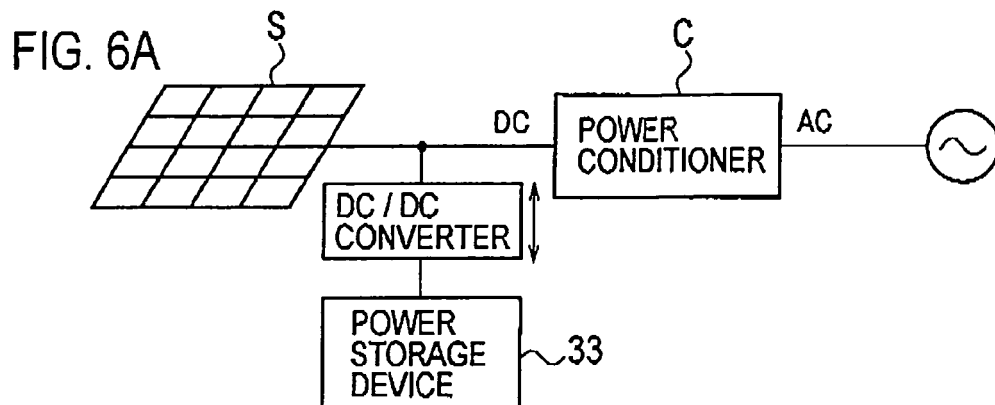 FIG. 6A
S
C
DC
POWER
CONDITIONER
AC
DC / DC
CONVERTER
POWER
STORAGE
DEVICE
33